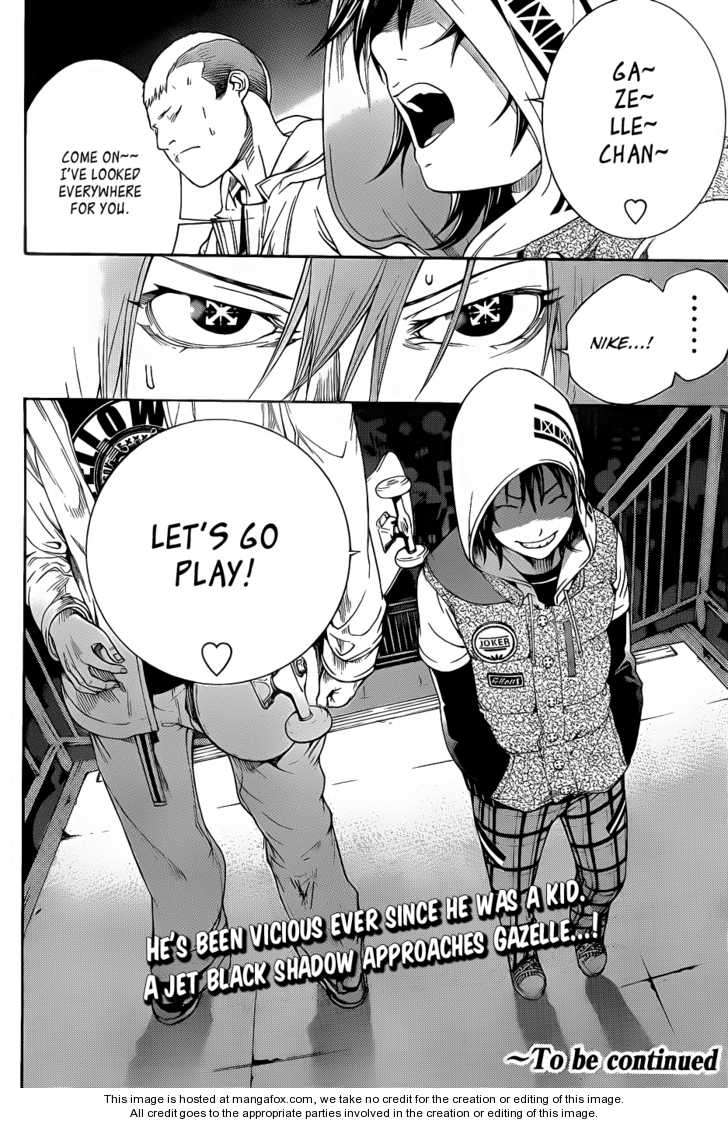 GA~
ZE~
LLE~
CHAN~
♡
COME ON~~
I'VE LOOKED
EVERYWHERE
FOR YOU.
......
NIKE...!
LET'S GO
PLAY!
♡
JOKER
HE'S BEEN VICIOUS EVER SINCE HE WAS A KID.
A JET BLACK SHADOW APPROACHES GAZELLE...!
~To be continued
This image is hosted at mangafox.com, we take no credit for the creation or editing of this image.
All credit goes to the appropriate parties involved in the creation or editing of this image.